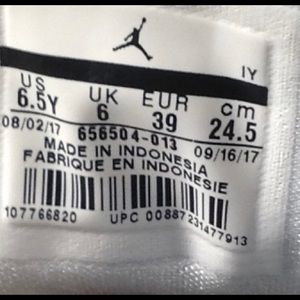 IY
US UK EUR cm
6.5Y 6 39 24.5
08/02/17 656504-013 09/16/17
MADE IN INDONESIA
FABRIQUE EN INDONESIE
107766820 UPC 00887231477913